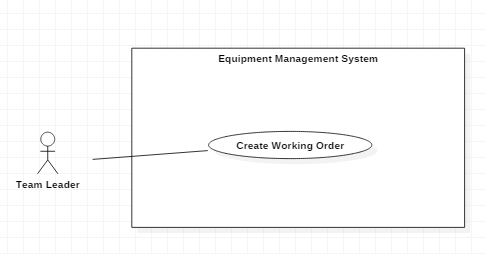 Equipment Management System
Create Working Order
Team Leader